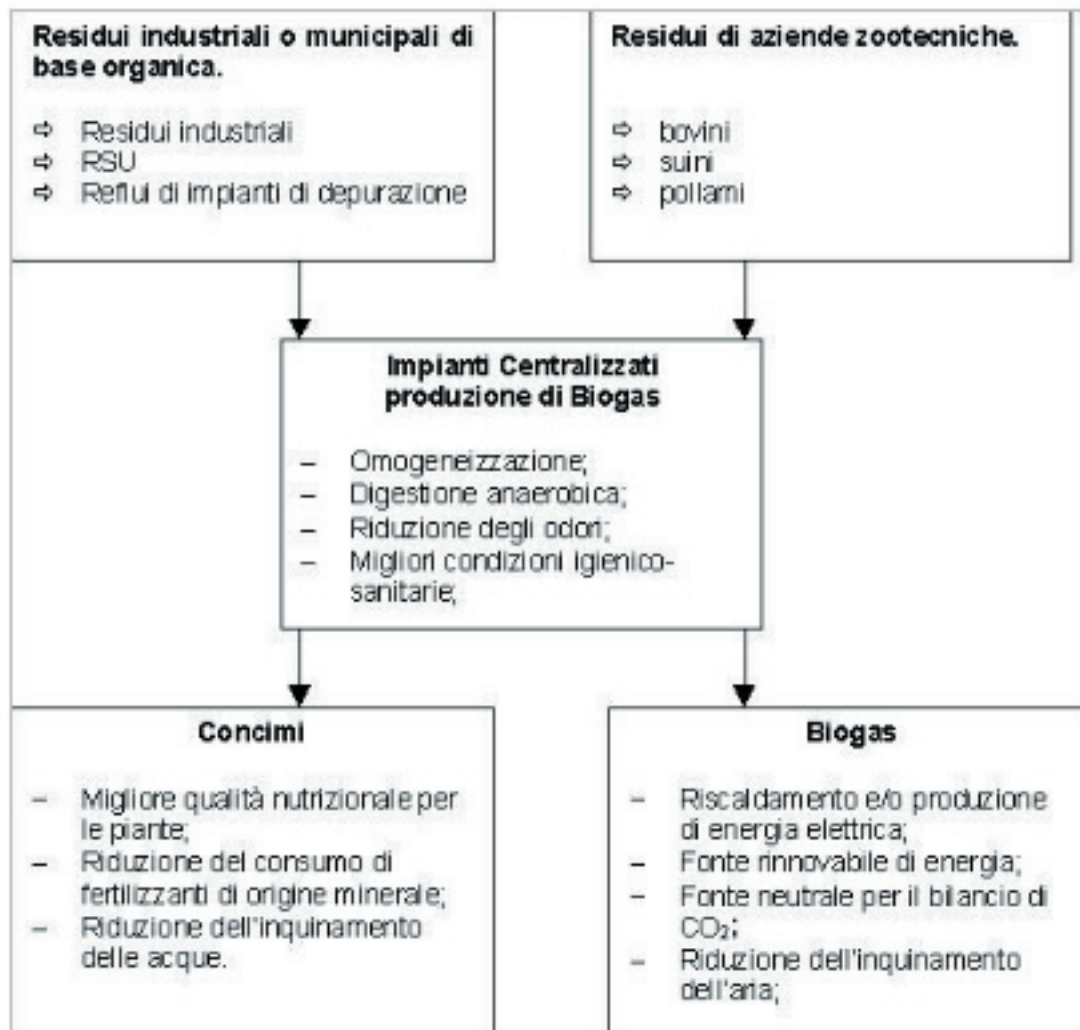 Residui industriali o municipali di
base organica.
⇨ Residui industriali
⇨ RSU
⇨ Reflui di impianti di depurazione
Residui di aziende zootecniche.
⇨ bovini
⇨ suini
⇨ pollami
Impianti Centralizzati
produzione di Biogas
– Omogeneizzazione;
– Digestione anaerobica;
– Riduzione degli odori;
– Migliori condizioni igienico-
sanitarie;
Concimi
– Migliore qualità nutrizionale per
le piante;
– Riduzione del consumo di
fertilizzanti di origine minerale;
– Riduzione dell'inquinamento
delle acque.
Biogas
– Riscaldamento e/o produzione
di energia elettrica;
– Fonte rinnovabile di energia;
– Fonte neutrale per il bilancio di
CO₂;
– Riduzione dell'inquinamento
dell'aria;